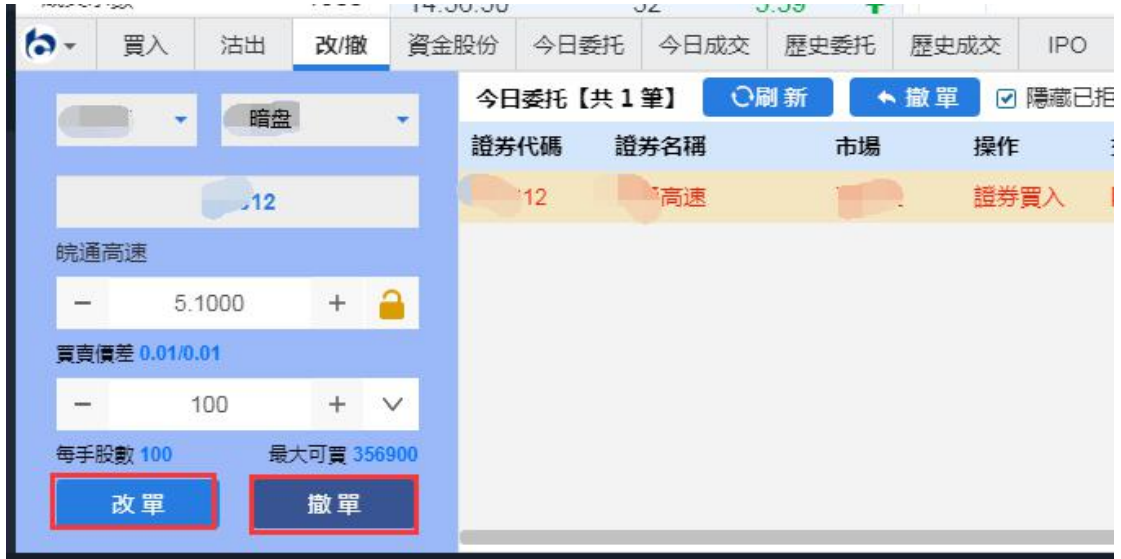 買入 沽出 改/撤 資金股份 今日委托 今日成交 歷史委托 歷史成交 IPO
今日委托【共 1 筆】 刷新 撤單 隱藏已拒
暗盘
證券代碼 證券名稱 市場 操作
12
12 高速 證券買入
皖通高速
5.1000
買賣價差 0.01/0.01
100
每手股數 100 最大可買 356900
改單 撤單